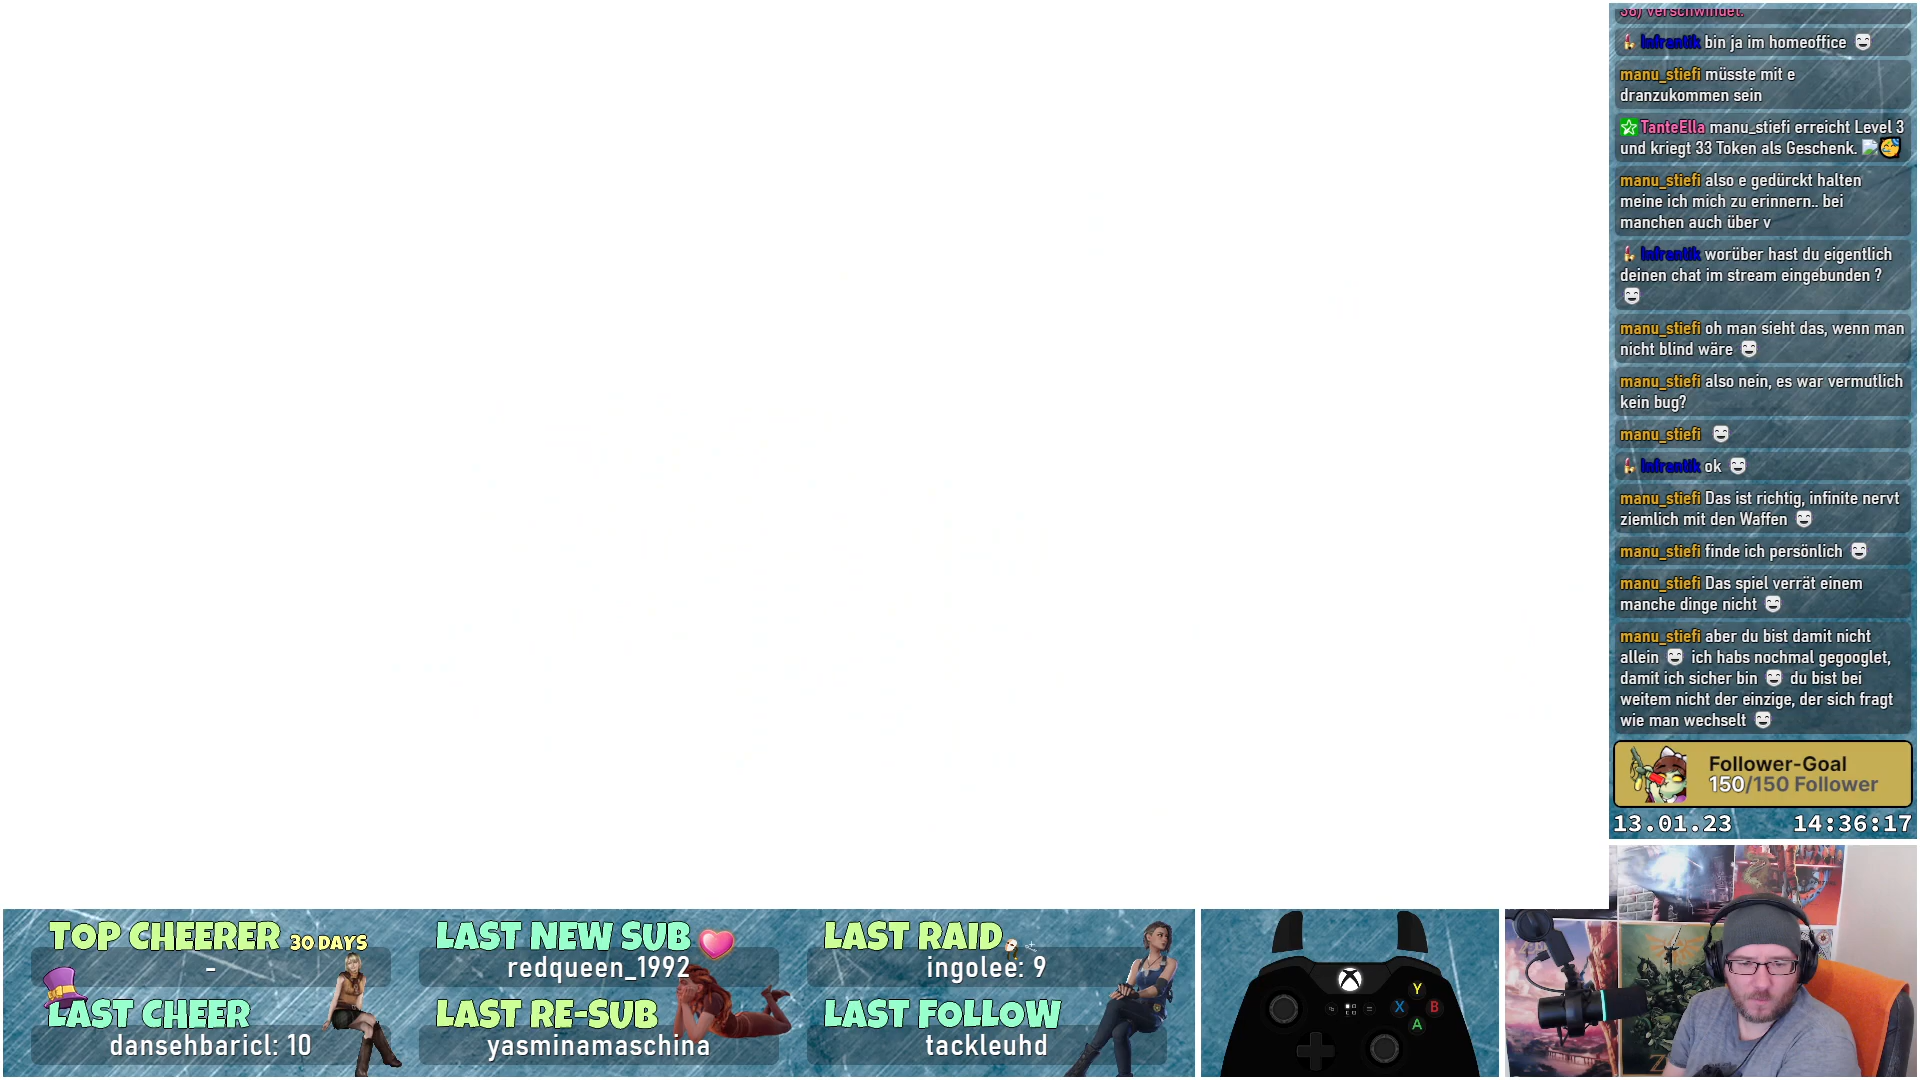 38) verschwindet.
Infrantik bin ja im homeoffice
manu_stiefi müsste mit e
dranzukommen sein
TanteElla manu_stiefi erreicht Level 3
und kriegt 33 Token als Geschenk.
manu_stiefi also e gedürckt halten
meine ich mich zu erinnern.. bei
manchen auch über v
Infrantik worüber hast du eigentlich
deinen chat im stream eingebunden ?
manu_stiefi oh man sieht das, wenn man
nicht blind wäre
manu_stiefi also nein, es war vermutlich
kein bug?
manu_stiefi
Infrantik ok
manu_stiefi Das ist richtig, infinite nervt
ziemlich mit den Waffen
manu_stiefi finde ich persönlich
manu_stiefi Das spiel verrät einem
manche dinge nicht
manu_stiefi aber du bist damit nicht
allein ich habs nochmal gegooglet,
damit ich sicher bin du bist bei
weitem nicht der einzige, der sich fragt
wie man wechselt
Follower-Goal
150/150 Follower
13.01.23 14:36:17
TOP CHEERER 30 DAYS
-
LAST CHEER
dansehbaricl: 10
LAST NEW SUB
redqueen_1992
LAST RE-SUB
yasminamaschina
LAST RAID
ingolee: 9
LAST FOLLOW
tackleuhd
Y
X B
A